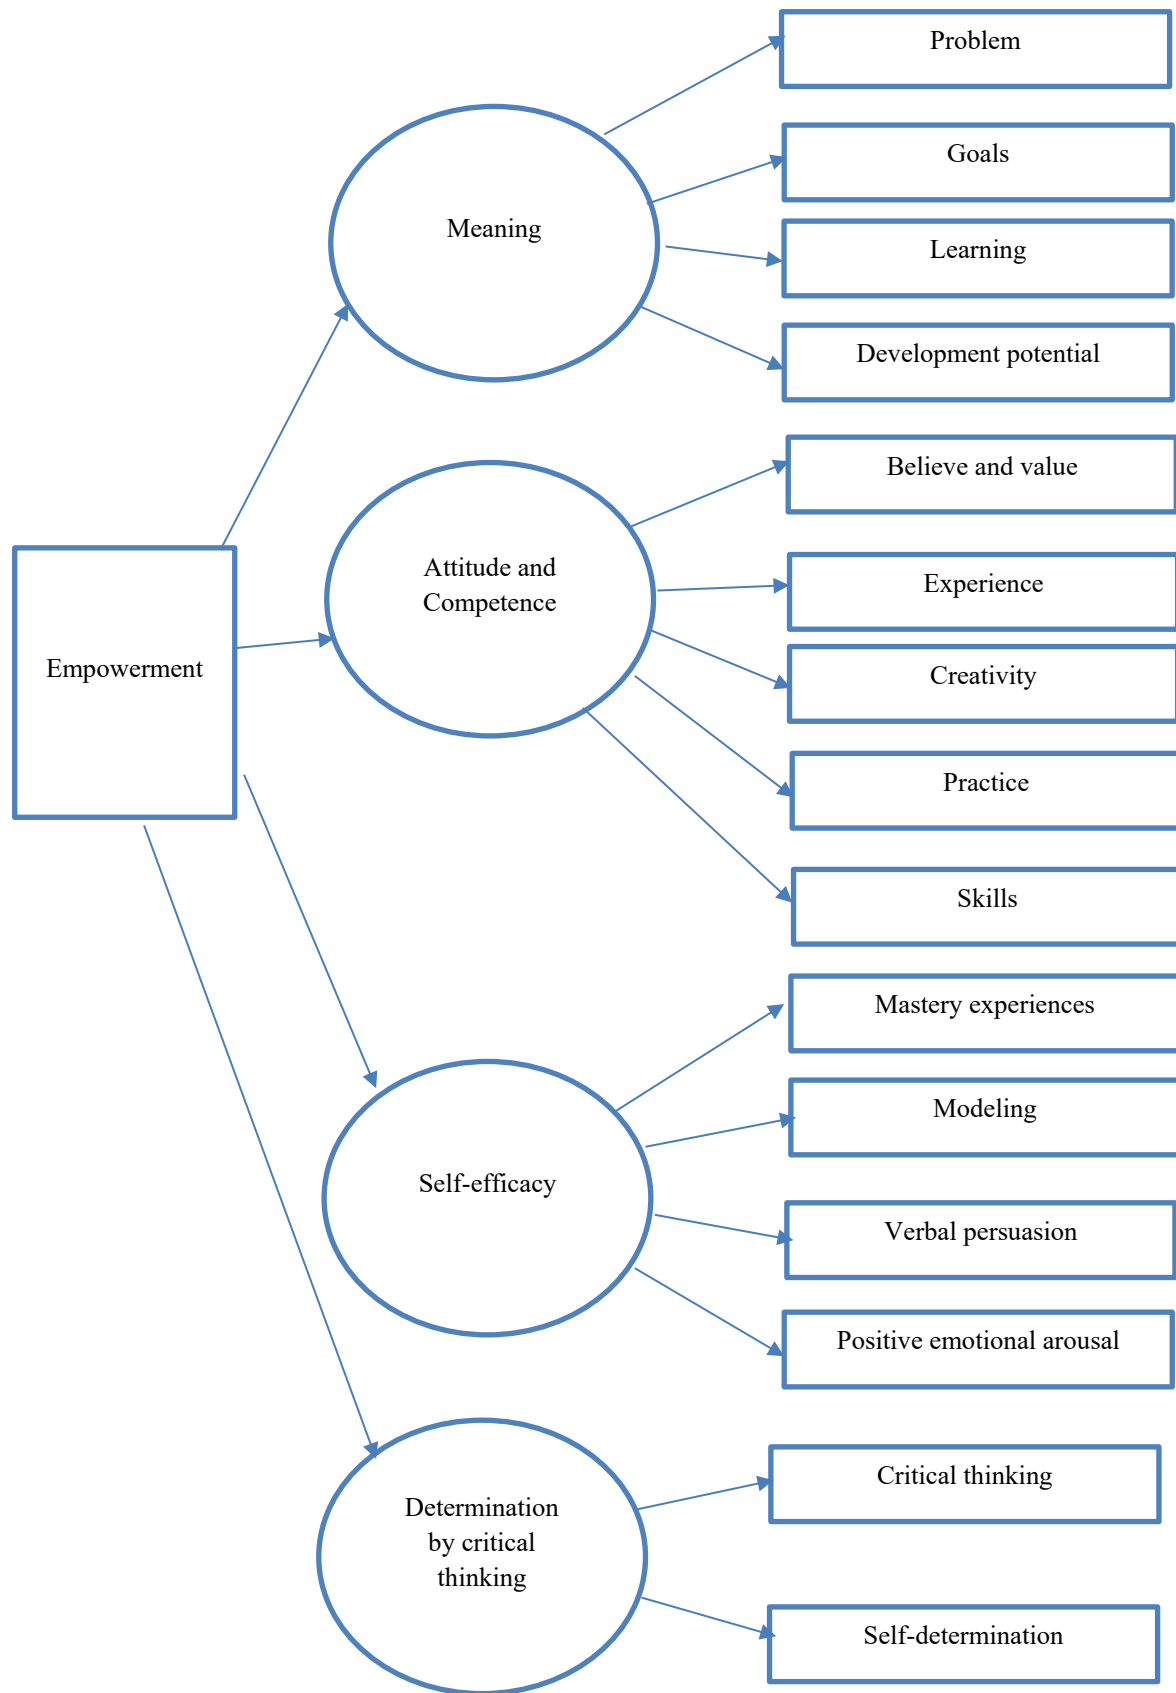 Problem
Goals
Meaning
Learning
Development potential
Believe and value
Attitude and
Competence
Experience
Empowerment
Creativity
Practice
Skills
Mastery experiences
Modeling
Self-efficacy
Verbal persuasion
Positive emotional arousal
Critical thinking
Determination
by critical
thinking
Self-determination